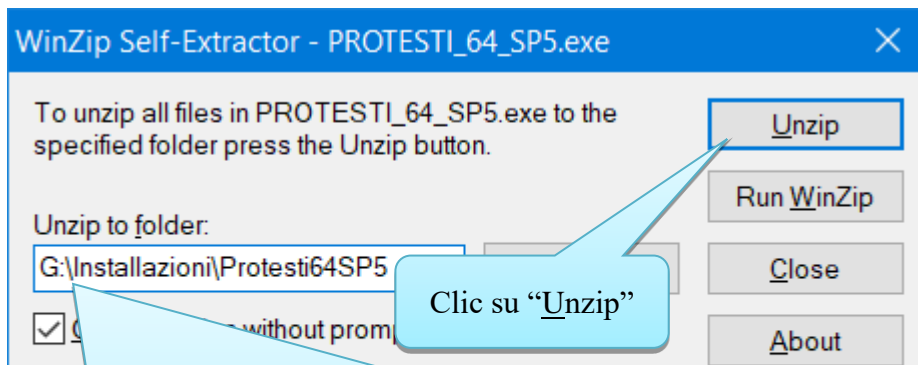 WinZip Self-Extractor - PROTESTI_64_SP5.exe
To unzip all files in PROTESTI_64_SP5.exe to the
specified folder press the Unzip button.
Unzip
Run WinZip
Unzip to folder:
G:\Installazioni\Protesti64SP5
Close
Clic su “Unzip”
without
About